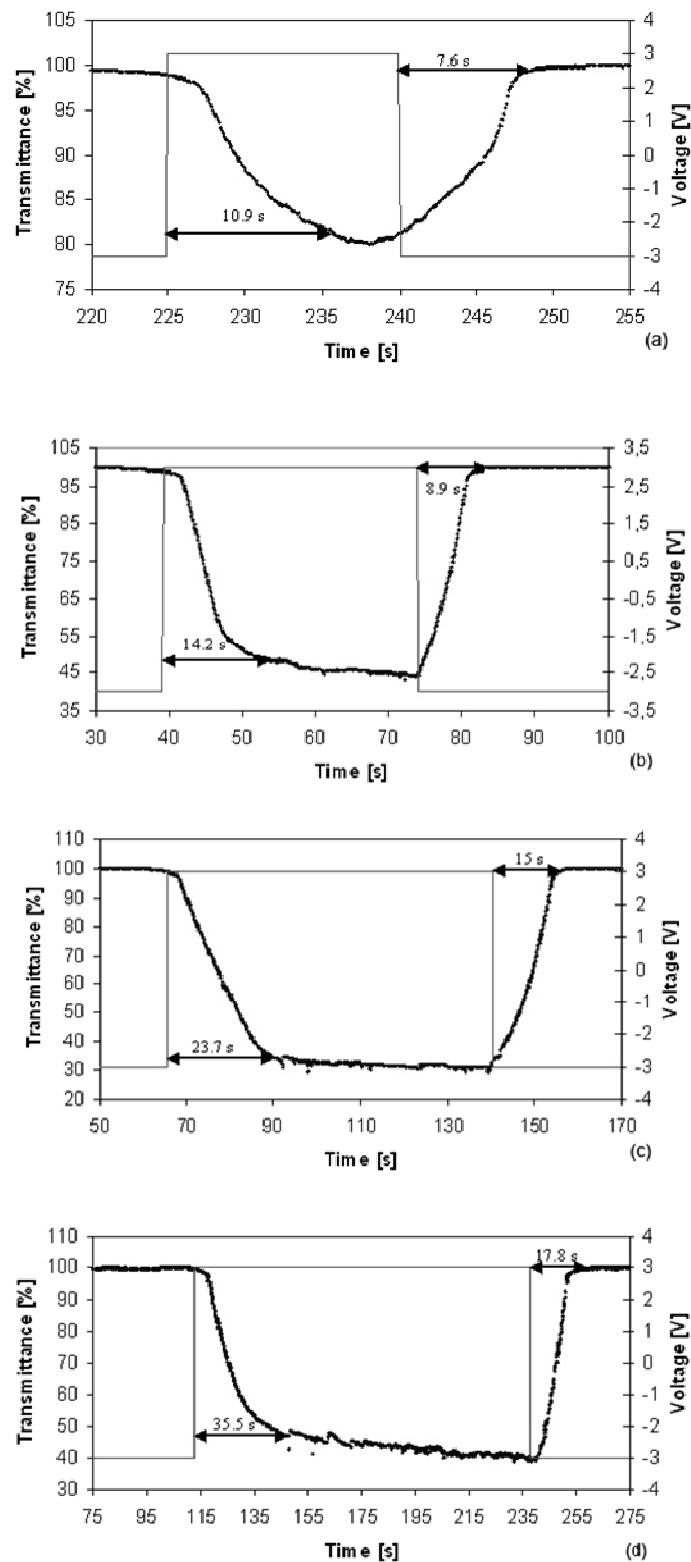 Transmittance [%]
100
95
90
85
80
75
4
3
2
1
0
-1
-2
-3
-4
Voltage [V]
7.6 s
10.9 s
220 225 230 235 240 245 250 255
Time [s]
(a)
Transmittance [%]
105
95
85
75
65
55
45
35
3,5
2,5
1,5
0,5
-0,5
-1,5
-2,5
-3,5
Voltage [V]
8.9 s
14.2 s
30 40 50 60 70 80 90 100
Time [s]
(b)
Transmittance [%]
110
100
90
80
70
60
50
40
30
20
4
3
2
1
0
-1
-2
-3
-4
Voltage [V]
15 s
23.7 s
50 70 90 110 130 150 170
Time [s]
(c)
Transmittance [%]
110
100
90
80
70
60
50
40
30
4
3
2
1
0
-1
-2
-3
-4
Voltage [V]
17.8 s
35.5 s
75 95 115 135 155 175 195 215 235 255 275
Time [s]
(d)